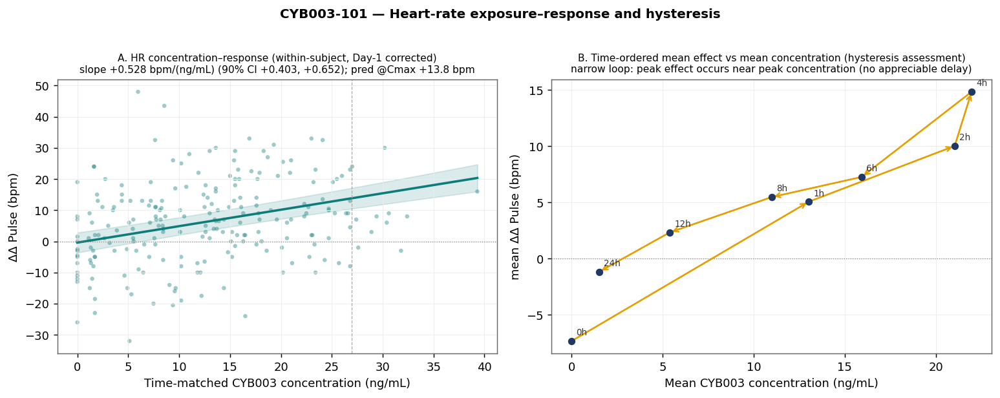 CYB003-101 — Heart-rate exposure–response and hysteresis
A. HR concentration–response (within-subject, Day-1 corrected)
slope +0.528 bpm/(ng/mL) (90% CI +0.403, +0.652); pred @Cmax +13.8 bpm
50
40
30
20
10
0
−10
−20
−30
ΔΔ Pulse (bpm)
0
5
10
15
20
25
30
35
40
Time-matched CYB003 concentration (ng/mL)
B. Time-ordered mean effect vs mean concentration (hysteresis assessment)
narrow loop: peak effect occurs near peak concentration (no appreciable delay)
15
10
5
0
−5
mean ΔΔ Pulse (bpm)
4h
2h
6h
1h
8h
12h
24h
0h
0
5
10
15
20
Mean CYB003 concentration (ng/mL)